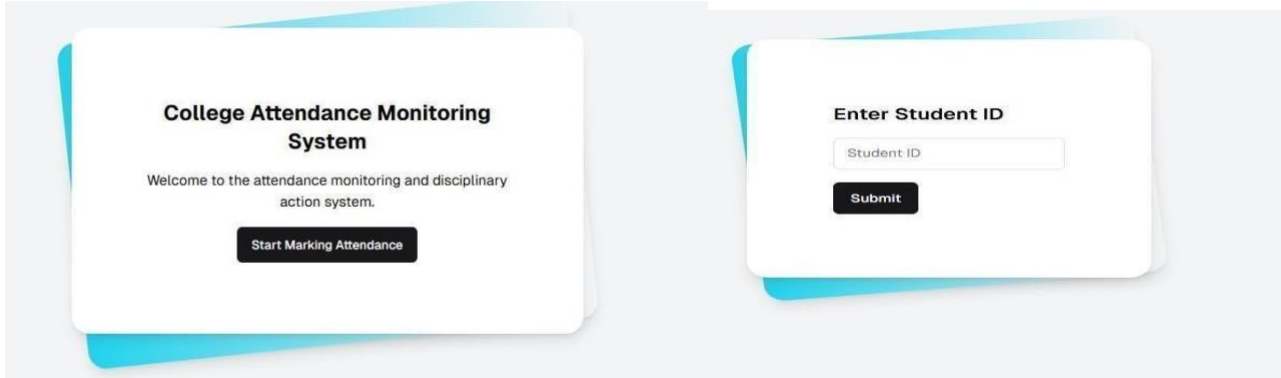 College Attendance Monitoring
System
Welcome to the attendance monitoring and disciplinary
action system.
Start Marking Attendance
Enter Student ID
Student ID
Submit